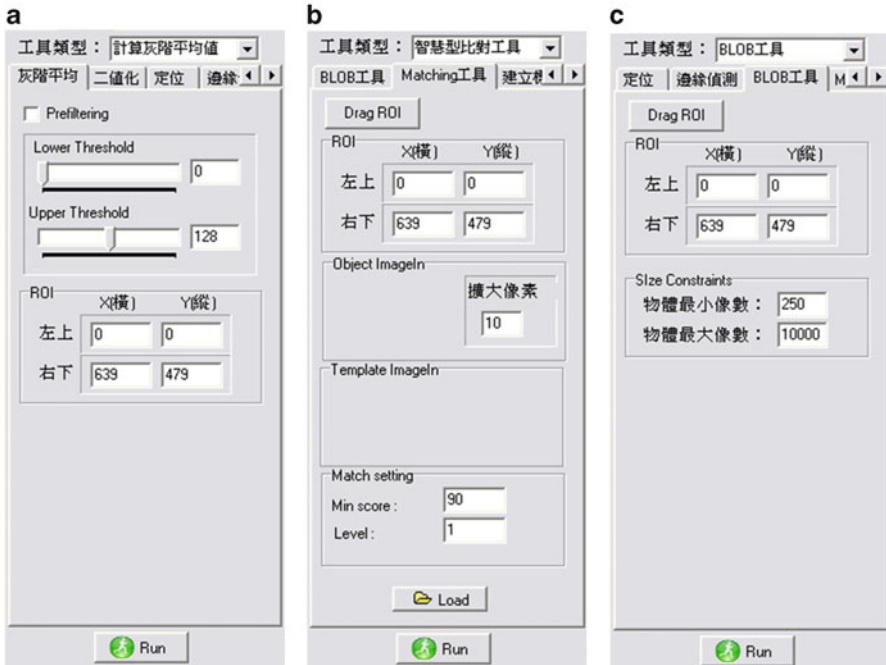 a
工具類型： 計算灰階平均値
灰階平均 二値化 定位 邊緣
Prefiltering
Lower Threshold
0
Upper Threshold
128
ROI
X(橫) Y(縱)
左上 0 0
右下 639 479
Run
b
工具類型： 智慧型比對工具
BLOB工具 Matching工具 建立
Drag ROI
ROI
X(橫) Y(縱)
左上 0 0
右下 639 479
Object ImageIn
擴大像素
10
Template ImageIn
Match setting
Min score : 90
Level : 1
Load
Run
c
工具類型： BLOB工具
定位 邊緣偵測 BLOB工具 M
Drag ROI
ROI
X(橫) Y(縱)
左上 0 0
右下 639 479
SIze Constraints
物體最小像數： 250
物體最大像數： 10000
Run